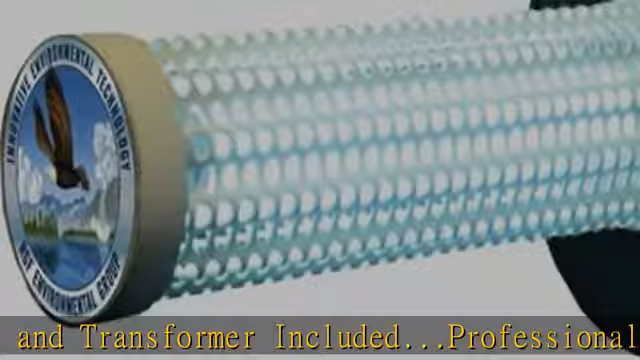 INNOVATIVE ENVIRONMENTAL TECHNOLOGY
ENVIRONMENTAL GROUP
and Transformer Included...Professional